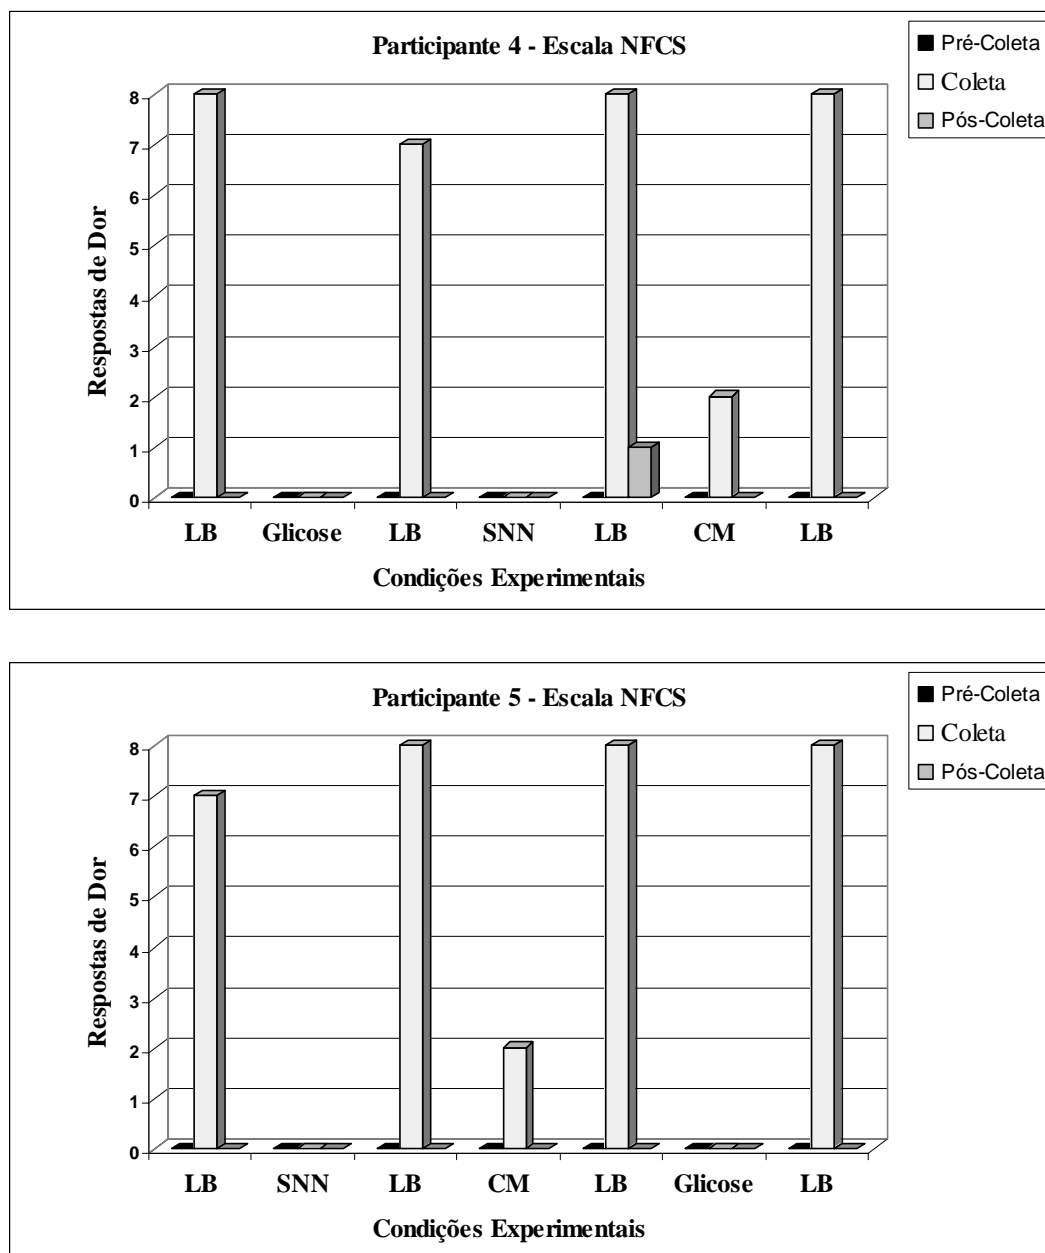 Participante 4 - Escala NFCS
Pré-Coleta
Coleta
Pós-Coleta
Respostas de Dor
8
7
6
5
4
3
2
1
0
LB Glicose LB SNN LB CM LB
Condições Experimentais
Participante 5 - Escala NFCS
Pré-Coleta
Coleta
Pós-Coleta
Respostas de Dor
8
7
6
5
4
3
2
1
0
LB SNN LB CM LB Glicose LB
Condições Experimentais